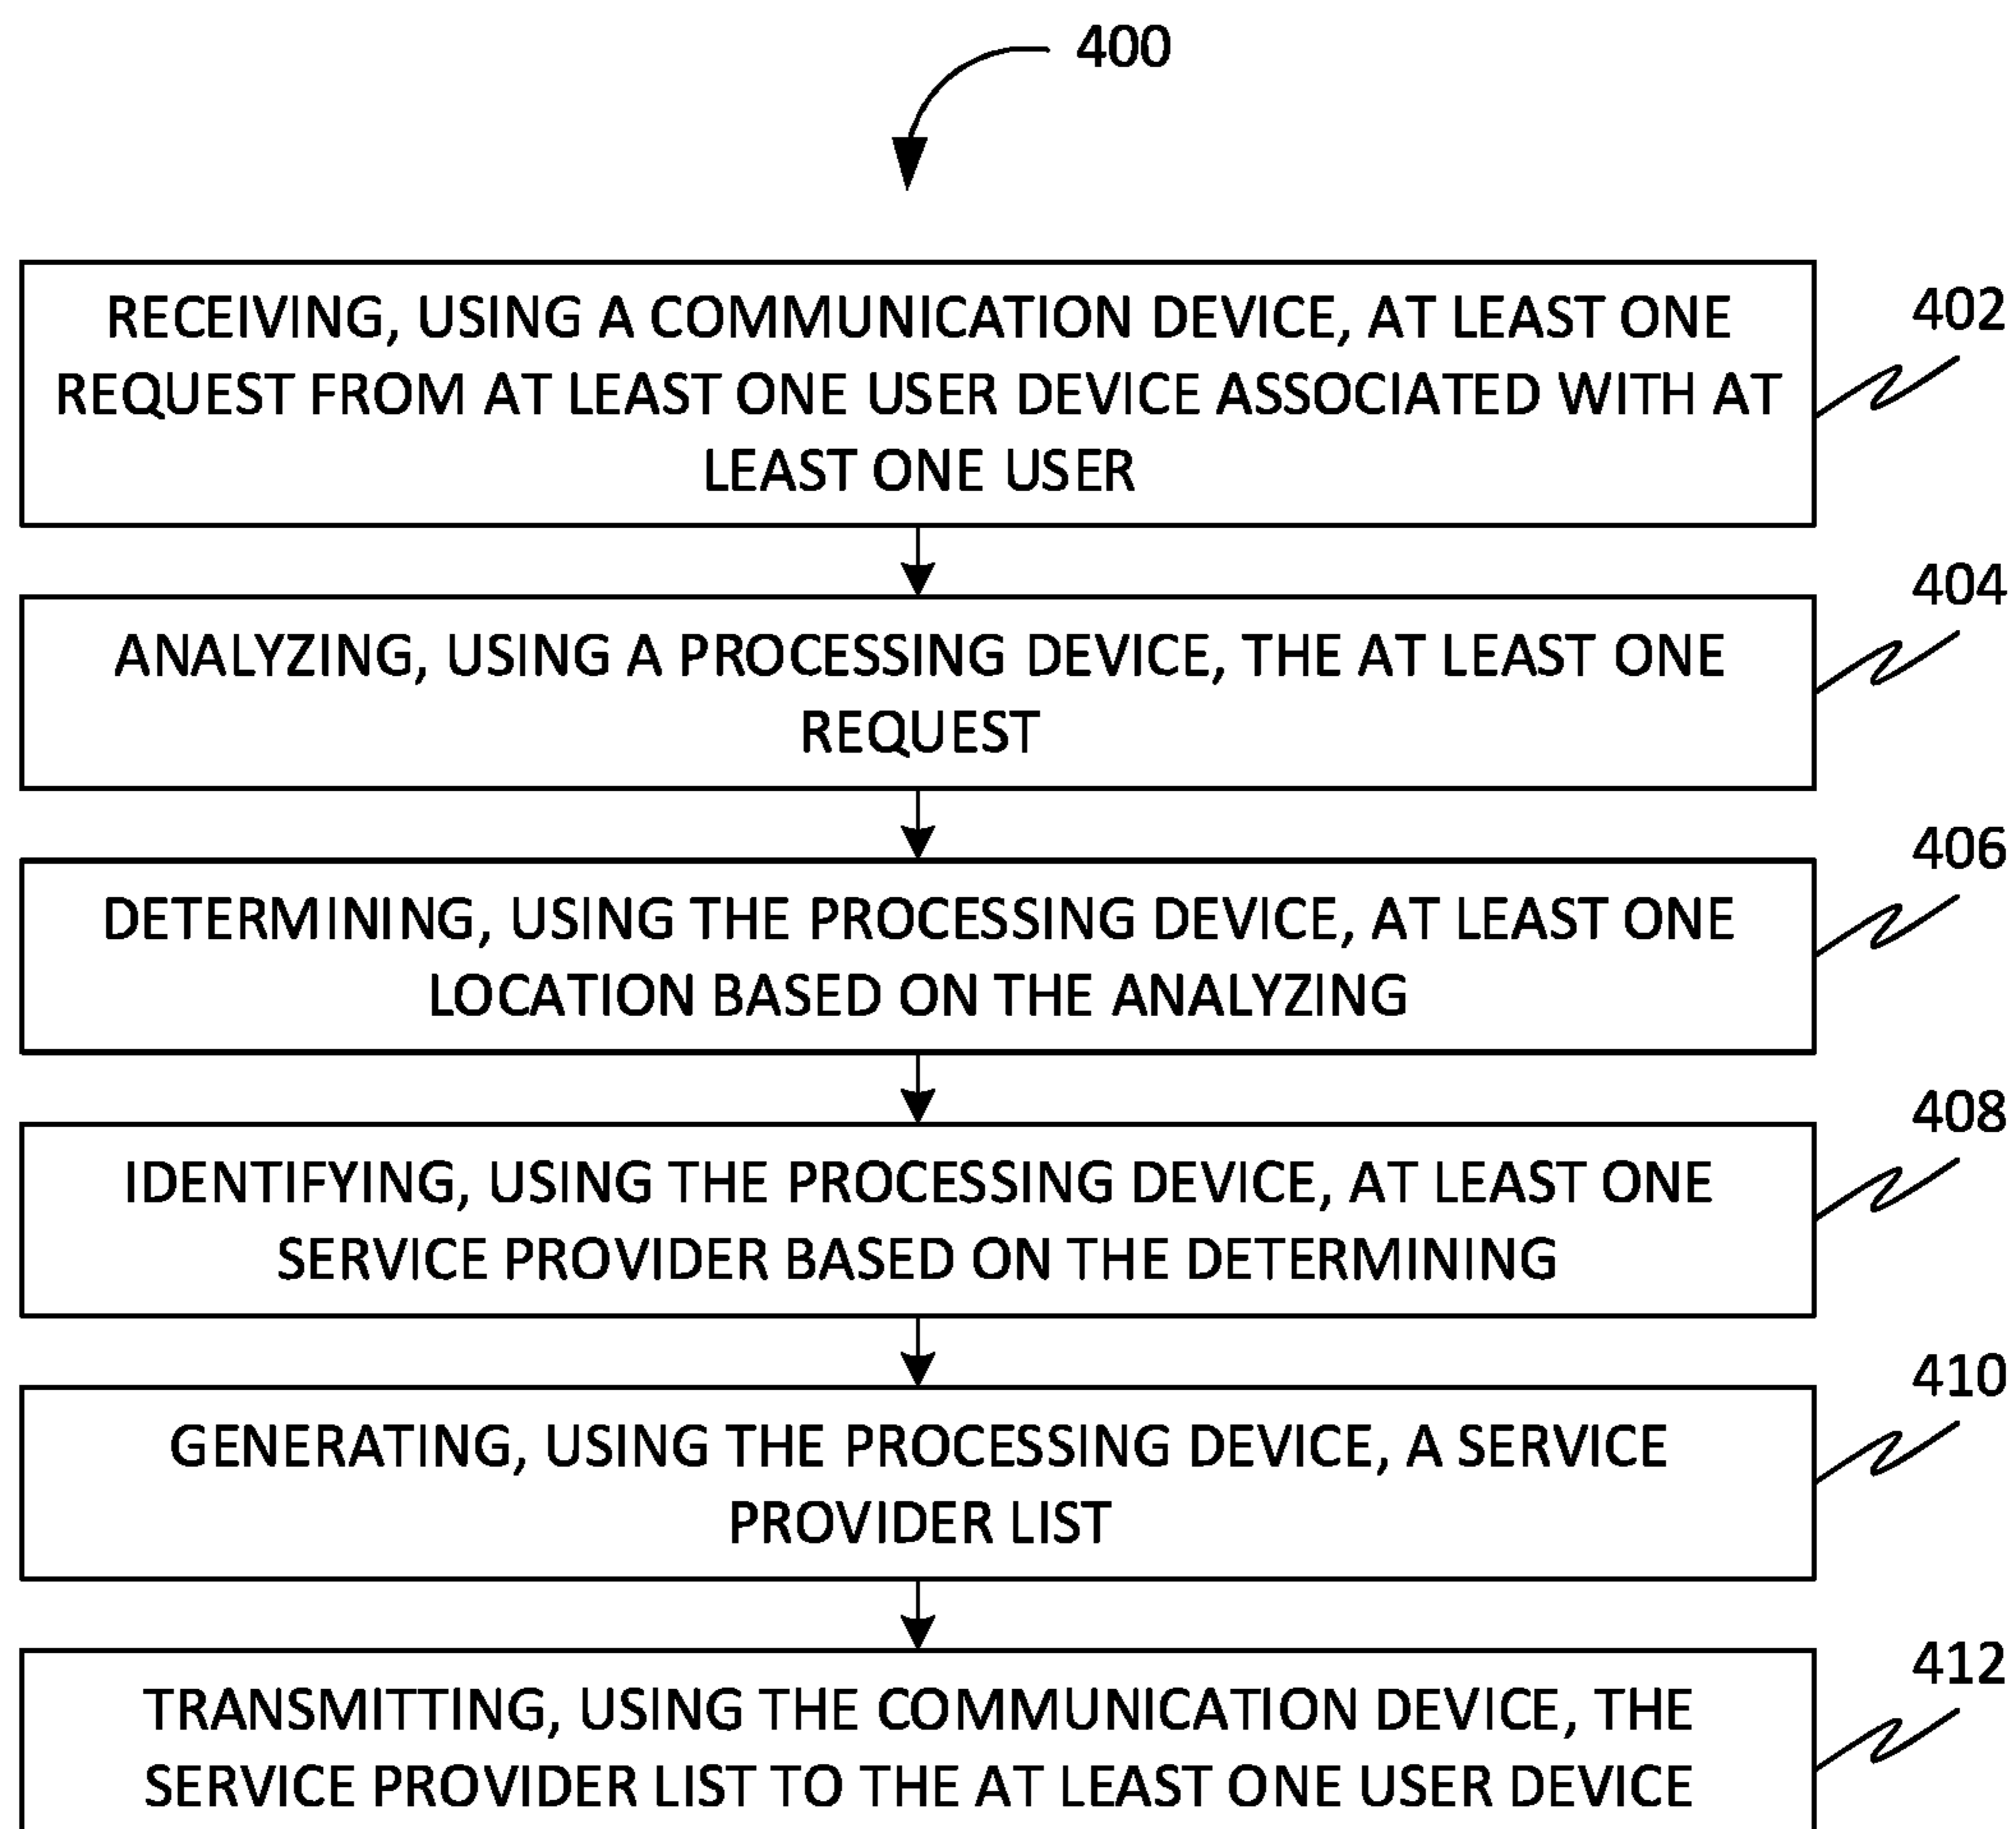 400
RECEIVING, USING A COMMUNICATION DEVICE, AT LEAST ONE
REQUEST FROM AT LEAST ONE USER DEVICE ASSOCIATED WITH AT
LEAST ONE USER
402
ANALYZING, USING A PROCESSING DEVICE, THE AT LEAST ONE
REQUEST
404
DETERMINING, USING THE PROCESSING DEVICE, AT LEAST ONE
LOCATION BASED ON THE ANALYZING
406
IDENTIFYING, USING THE PROCESSING DEVICE, AT LEAST ONE
SERVICE PROVIDER BASED ON THE DETERMINING
408
GENERATING, USING THE PROCESSING DEVICE, A SERVICE
PROVIDER LIST
410
TRANSMITTING, USING THE COMMUNICATION DEVICE, THE
SERVICE PROVIDER LIST TO THE AT LEAST ONE USER DEVICE
412